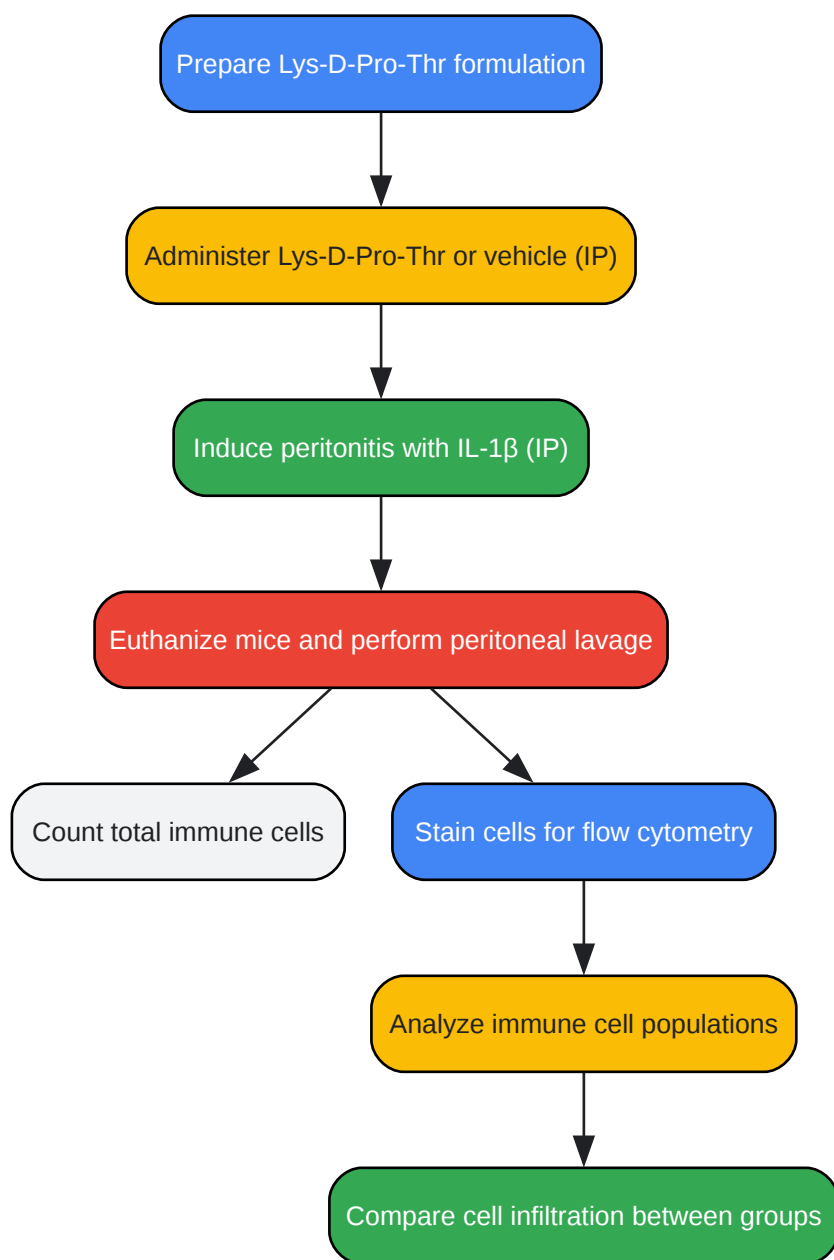 Prepare Lys-D-Pro-Thr formulation
Administer Lys-D-Pro-Thr or vehicle (IP)
Induce peritonitis with IL-1β (IP)
Euthanize mice and perform peritoneal lavage
Count total immune cells
Stain cells for flow cytometry
Analyze immune cell populations
Compare cell infiltration between groups